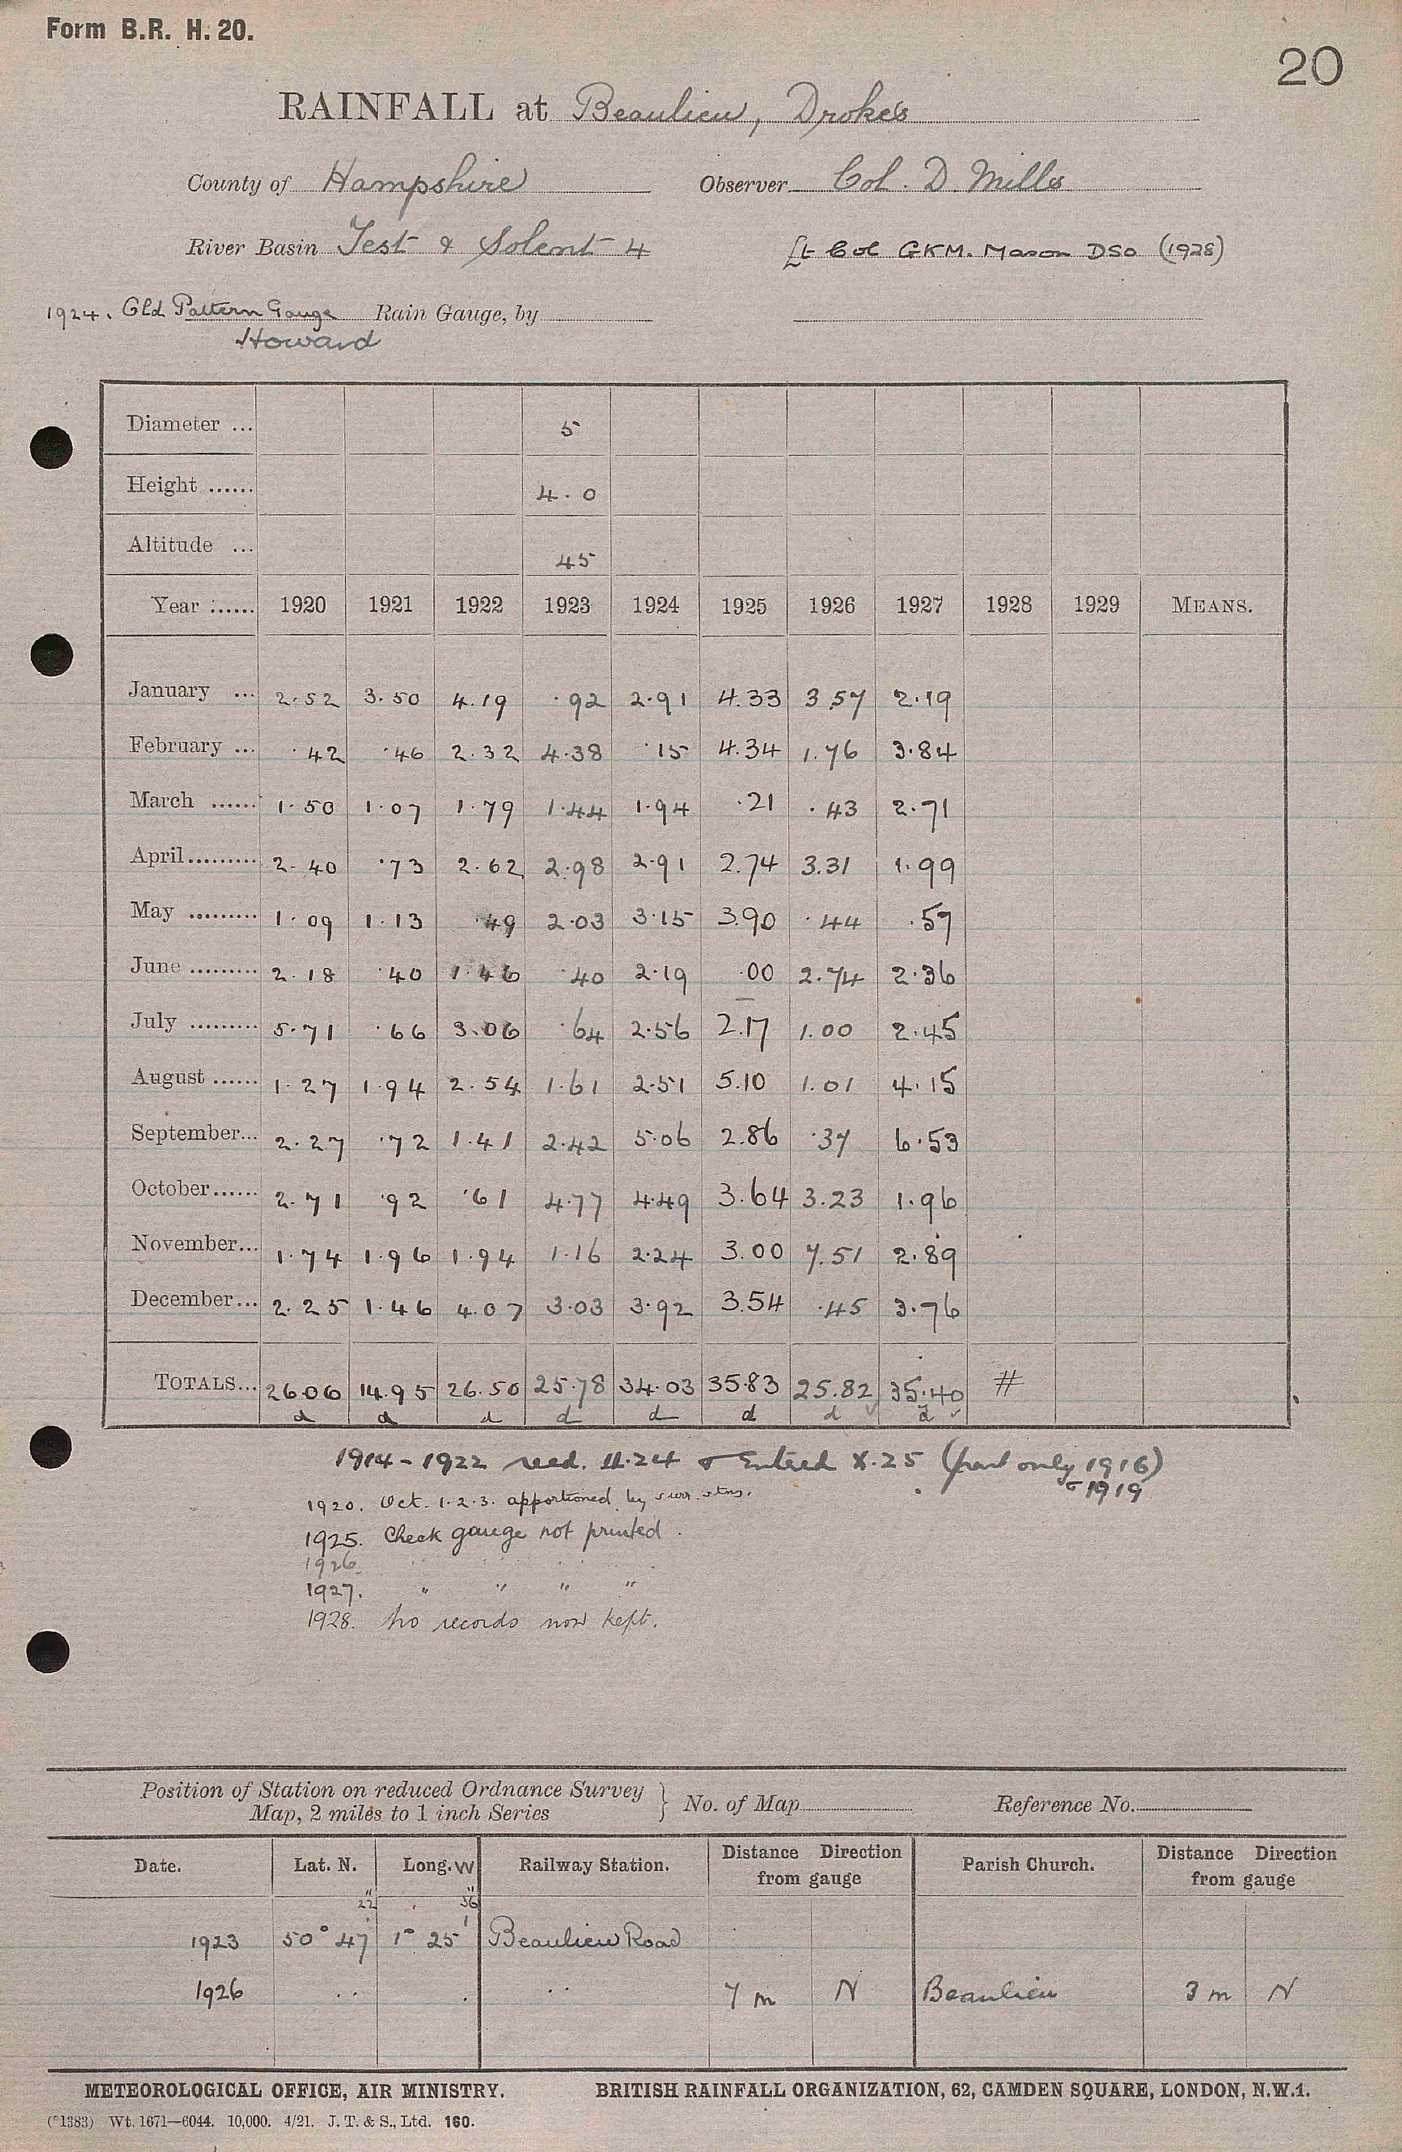 Form B.R. H. 20.
20
RAINFALL at Beaulieu, Drokes
County of Hampshire Observer Col. D. Mills
River Basin Test & Solent 4 Lt Col GKM. Mason DSO (1928)
1924. Old Pattern Gauge Rain Gauge, by
Howard
Diameter ... 5
Height ...... 4.0
Altitude ... 45
Year ...... 1920 1921 1922 1923 1924 1925 1926 1927 1928 1929 MEANS.
January ... 2.52 3.50 4.19 .92 2.91 4.33 3.57 2.19
February ... .42 .46 2.32 4.38 .15 4.34 1.76 3.84
March ...... 1.50 1.07 1.79 1.44 1.94 .21 .43 2.71
April ......... 2.40 .73 2.62 2.98 2.91 2.74 3.31 1.99
May ......... 1.09 1.13 .49 2.03 3.15 3.90 .44 .57
June ......... 2.18 .40 1.46 .40 2.19 .00 2.74 2.36
July ......... 5.71 .66 3.06 .64 2.56 2.17 1.00 2.45
August ...... 1.27 1.94 2.54 1.61 2.51 5.10 1.01 4.15
September... 2.27 .72 1.41 2.42 5.06 2.86 .37 6.53
October...... 2.71 .92 .61 4.77 4.49 3.64 3.23 1.96
November... 1.74 1.96 1.94 1.16 2.24 3.00 7.51 2.89
December... 2.25 1.46 4.07 3.03 3.92 3.54 .45 3.76
TOTALS... 26.06 14.95 26.50 25.78 34.03 35.83 25.82 35.40 #
d d d d d d d d
1914 - 1922 recd. 11.24 & Entered X.25 (part only 1916)
& 1919
1920. Oct. 1.2.3. apportioned by surr. stns.
1925. Check gauge not printed.
1926. " " " "
1927. " " " "
1928. No records now kept.
Position of Station on reduced Ordnance Survey
Map, 2 miles to 1 inch Series } No. of Map Reference No.
Date. Lat. N. Long. W Railway Station. Distance Direction from gauge Parish Church. Distance Direction from gauge
22" 36"
1923 50° 47' 1° 25' Beaulieu Road
1926 .. . .. 7 m N Beaulieu 3 m N
METEOROLOGICAL OFFICE, AIR MINISTRY. BRITISH RAINFALL ORGANIZATION, 62, CAMDEN SQUARE, LONDON, N.W.1.
(*1383) Wt. 1671—6044. 10,000. 4/21. J. T. & S., Ltd. 160.